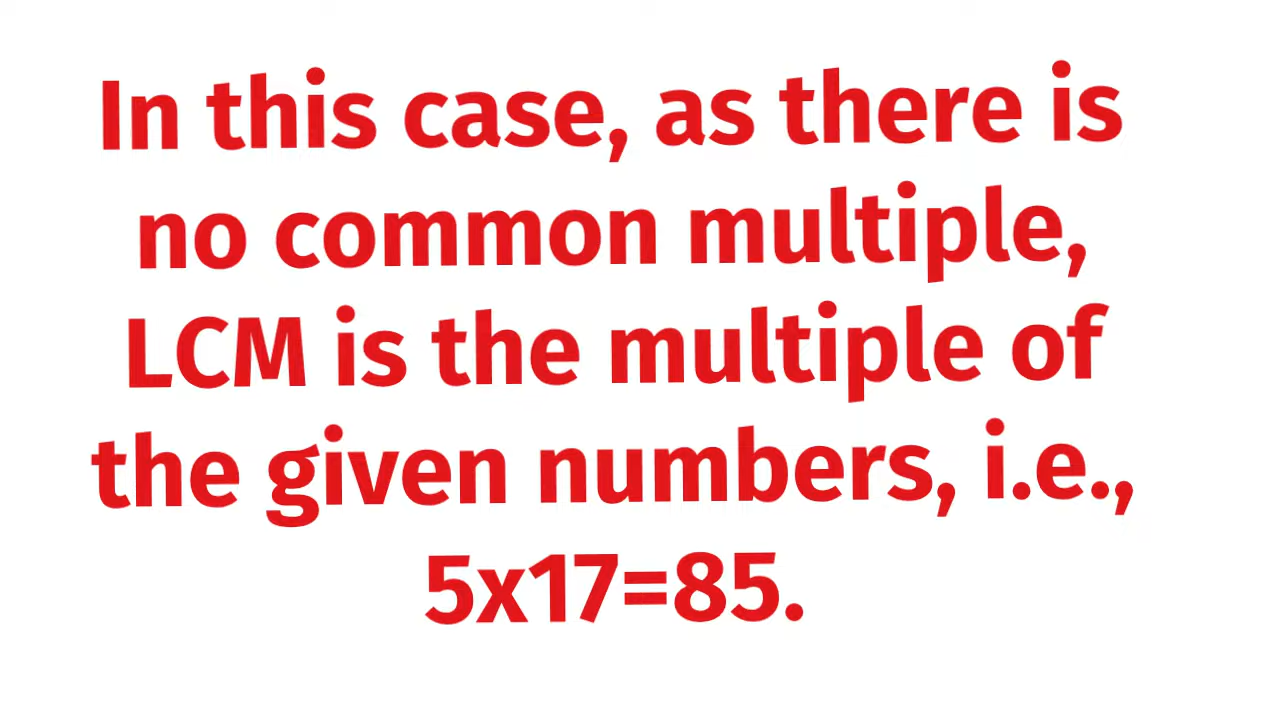 In this case, as there is
no common multiple,
LCM is the multiple of
the given numbers, i.e.,
5x17=85.